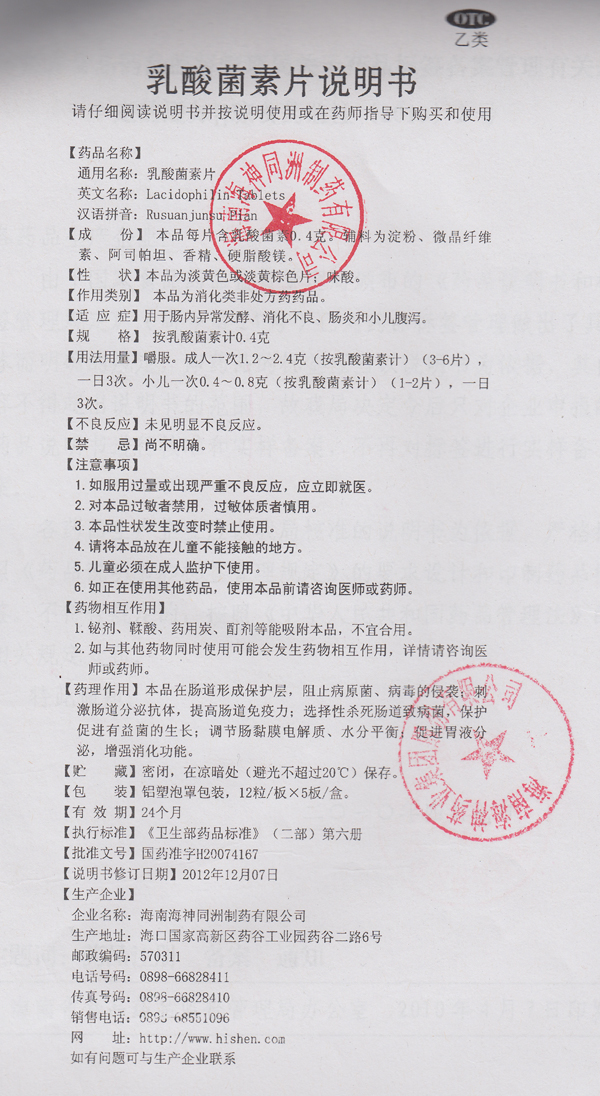 OTC
乙类
乳酸菌素片说明书
请仔细阅读说明书并按说明使用或在药师指导下购买和使用
【药品名称】
通用名称：乳酸菌素片
英文名称：Lacidophilin Tablets
汉语拼音：Rusuanjunsu Pian
【成　　份】 本品每片含乳酸菌素0.4克。辅料为淀粉、微晶纤维
素、阿司帕坦、香精、硬脂酸镁。
【性　　状】本品为淡黄色或淡黄棕色片；味酸。
【作用类别】 本品为消化类非处方药药品。
【适 应 症】用于肠内异常发酵、消化不良、肠炎和小儿腹泻。
【规　　格】 按乳酸菌素计0.4克
【用法用量】嚼服。成人一次1.2～2.4克（按乳酸菌素计）（3-6片），
一日3次。小儿一次0.4～0.8克（按乳酸菌素计）（1-2片），一日
3次。
【不良反应】未见明显不良反应。
【禁　　忌】尚不明确。
【注意事项】
1.如服用过量或出现严重不良反应，应立即就医。
2.对本品过敏者禁用，过敏体质者慎用。
3.本品性状发生改变时禁止使用。
4.请将本品放在儿童不能接触的地方。
5.儿童必须在成人监护下使用。
6.如正在使用其他药品，使用本品前请咨询医师或药师。
【药物相互作用】
1.铋剂、鞣酸、药用炭、酊剂等能吸附本品，不宜合用。
2.如与其他药物同时使用可能会发生药物相互作用，详情请咨询医
师或药师。
【药理作用】本品在肠道形成保护层，阻止病原菌、病毒的侵袭；刺
激肠道分泌抗体，提高肠道免疫力；选择性杀死肠道致病菌，保护
促进有益菌的生长；调节肠黏膜电解质、水分平衡；促进胃液分
泌，增强消化功能。
【贮　　藏】密闭，在凉暗处（避光不超过20℃）保存。
【包　　装】铝塑泡罩包装，12粒/板×5板/盒。
【有 效 期】24个月
【执行标准】《卫生部药品标准》（二部）第六册
【批准文号】国药准字H20074167
【说明书修订日期】2012年12月07日
【生产企业】
企业名称：海南海神同洲制药有限公司
生产地址：海口国家高新区药谷工业园药谷二路6号
邮政编码：570311
电话号码：0898-66828411
传真号码：0898-66828410
销售电话：0898-68551096
网　　址：http://www.hishen.com
如有问题可与生产企业联系
海南海神同洲制药有限公司
海南海神药业集团股份有限公司